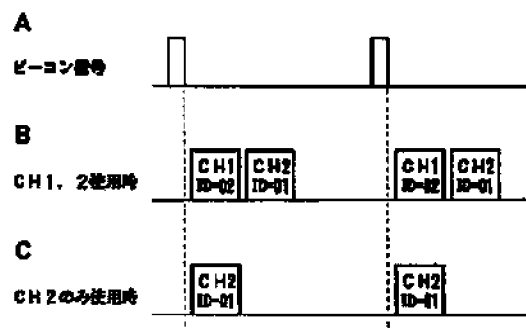 A
ビーコン信号
B
CH1 ID=02 CH2 ID=01 CH1 ID=02 CH2 ID=01
CH1,2使用時
C
CH2 ID=01 CH2 ID=01
CH2のみ使用時